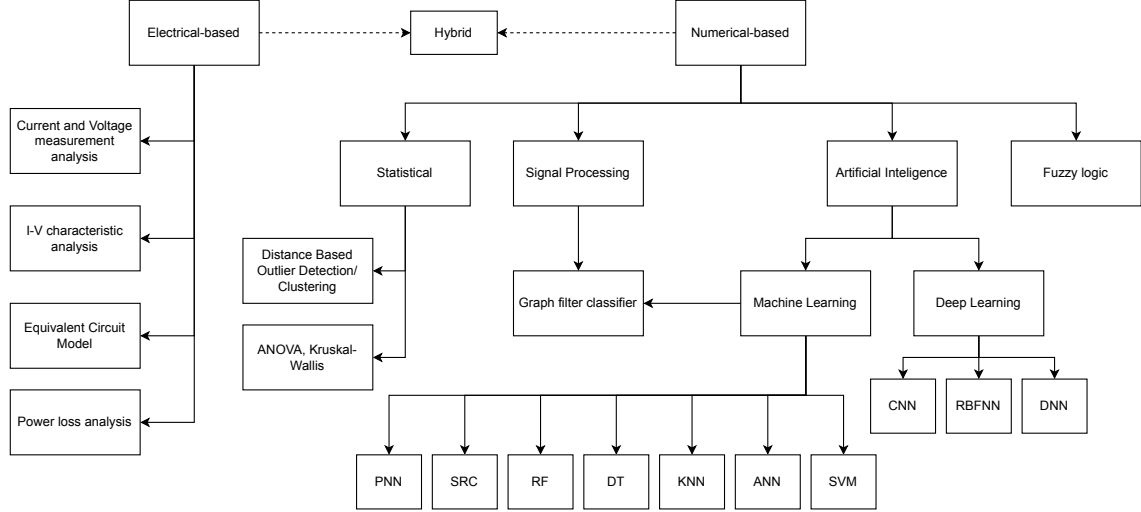 Electrical-based
Hybrid
Numerical-based
Current and Voltage
measurement
analysis
I-V characteristic
analysis
Equivalent Circuit
Model
Power loss analysis
Statistical
Signal Processing
Artificial Inteligence
Fuzzy logic
Distance Based
Outlier Detection/
Clustering
ANOVA, Kruskal-
Wallis
Graph filter classifier
Machine Learning
Deep Learning
CNN
RBFNN
DNN
PNN
SRC
RF
DT
KNN
ANN
SVM